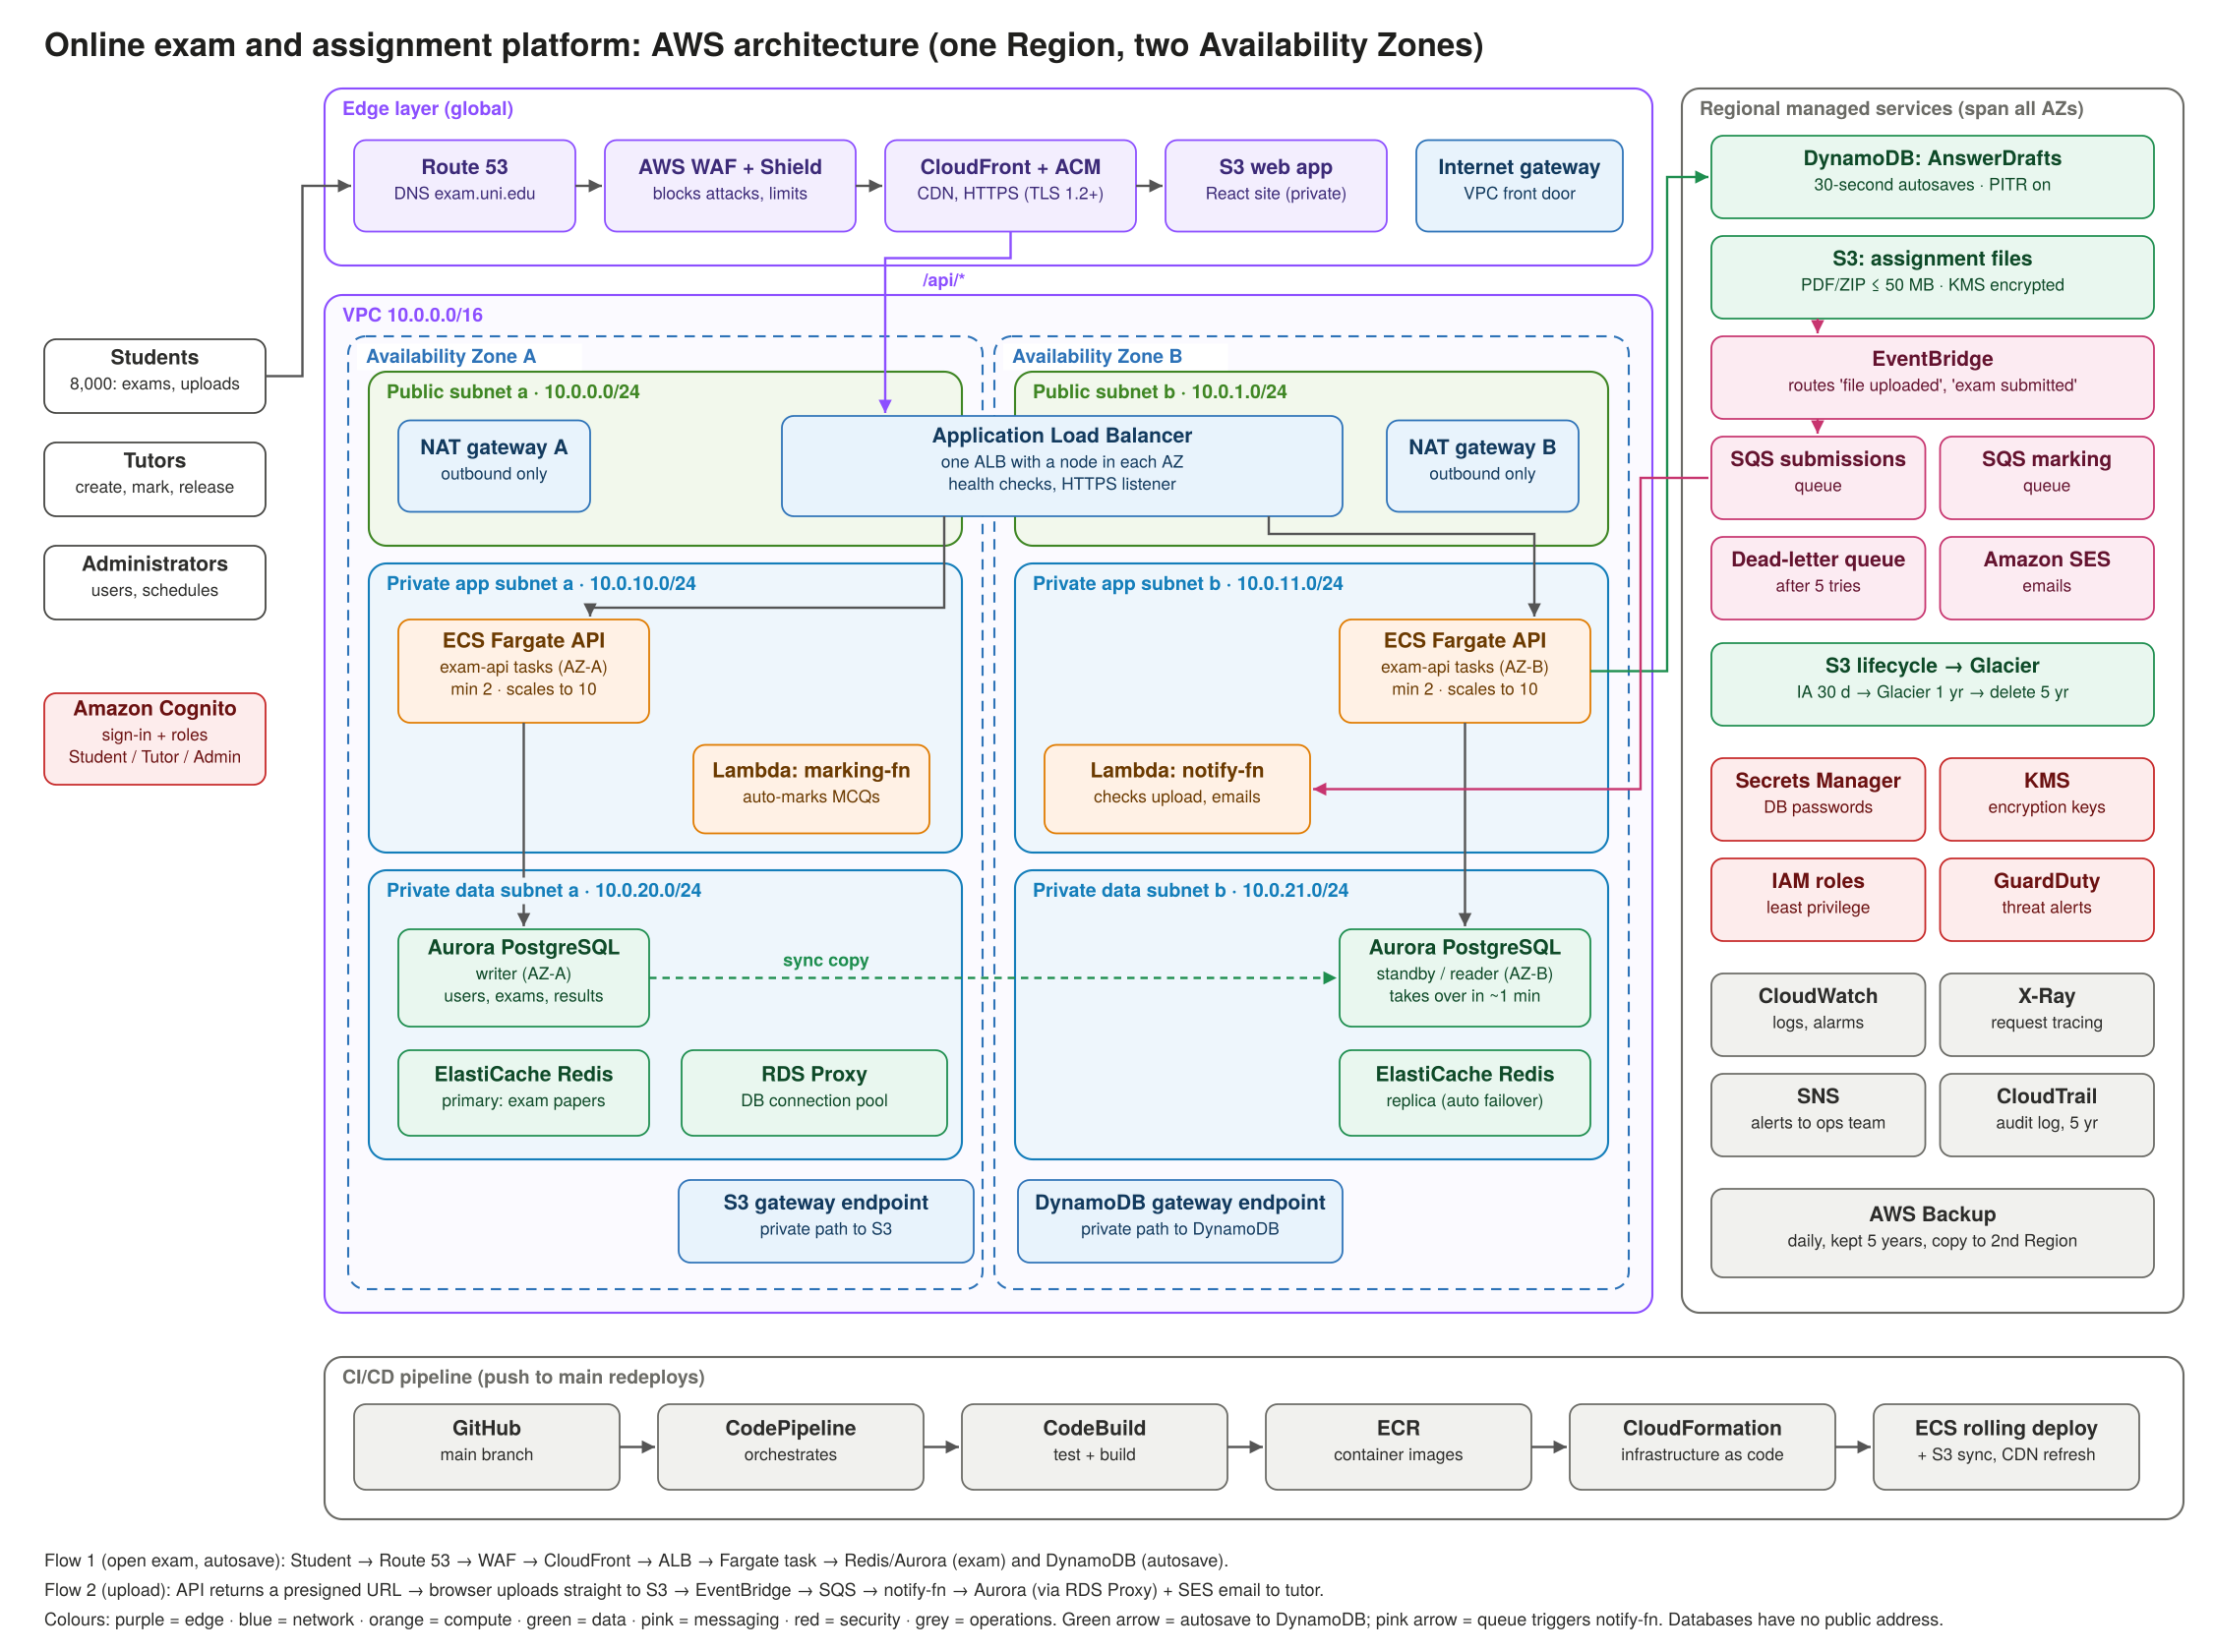 Online exam and assignment platform: AWS architecture (one Region, two Availability Zones)
Edge layer (global)
Route 53
DNS exam.uni.edu
AWS WAF + Shield
blocks attacks, limits
CloudFront + ACM
CDN, HTTPS (TLS 1.2+)
S3 web app
React site (private)
Internet gateway
VPC front door
/api/*
Students
8,000: exams, uploads
Tutors
create, mark, release
Administrators
users, schedules
Amazon Cognito
sign-in + roles
Student / Tutor / Admin
VPC 10.0.0.0/16
Availability Zone A
Public subnet a · 10.0.0.0/24
NAT gateway A
outbound only
Application Load Balancer
one ALB with a node in each AZ
health checks, HTTPS listener
Availability Zone B
Public subnet b · 10.0.1.0/24
NAT gateway B
outbound only
Private app subnet a · 10.0.10.0/24
ECS Fargate API
exam-api tasks (AZ-A)
min 2 · scales to 10
Lambda: marking-fn
auto-marks MCQs
Private app subnet b · 10.0.11.0/24
ECS Fargate API
exam-api tasks (AZ-B)
min 2 · scales to 10
Lambda: notify-fn
checks upload, emails
Private data subnet a · 10.0.20.0/24
Aurora PostgreSQL
writer (AZ-A)
users, exams, results
sync copy
ElastiCache Redis
primary: exam papers
RDS Proxy
DB connection pool
Private data subnet b · 10.0.21.0/24
Aurora PostgreSQL
standby / reader (AZ-B)
takes over in ~1 min
ElastiCache Redis
replica (auto failover)
S3 gateway endpoint
private path to S3
DynamoDB gateway endpoint
private path to DynamoDB
Regional managed services (span all AZs)
DynamoDB: AnswerDrafts
30-second autosaves · PITR on
S3: assignment files
PDF/ZIP ≤ 50 MB · KMS encrypted
EventBridge
routes 'file uploaded', 'exam submitted'
SQS submissions
queue
SQS marking
queue
Dead-letter queue
after 5 tries
Amazon SES
emails
S3 lifecycle → Glacier
IA 30 d → Glacier 1 yr → delete 5 yr
Secrets Manager
DB passwords
KMS
encryption keys
IAM roles
least privilege
GuardDuty
threat alerts
CloudWatch
logs, alarms
X-Ray
request tracing
SNS
alerts to ops team
CloudTrail
audit log, 5 yr
AWS Backup
daily, kept 5 years, copy to 2nd Region
CI/CD pipeline (push to main redeploys)
GitHub
main branch
CodePipeline
orchestrates
CodeBuild
test + build
ECR
container images
CloudFormation
infrastructure as code
ECS rolling deploy
+ S3 sync, CDN refresh
Flow 1 (open exam, autosave): Student → Route 53 → WAF → CloudFront → ALB → Fargate task → Redis/Aurora (exam) and DynamoDB (autosave).
Flow 2 (upload): API returns a presigned URL → browser uploads straight to S3 → EventBridge → SQS → notify-fn → Aurora (via RDS Proxy) + SES email to tutor.
Colours: purple = edge · blue = network · orange = compute · green = data · pink = messaging · red = security · grey = operations. Green arrow = autosave to DynamoDB; pink arrow = queue triggers notify-fn. Databases have no public address.